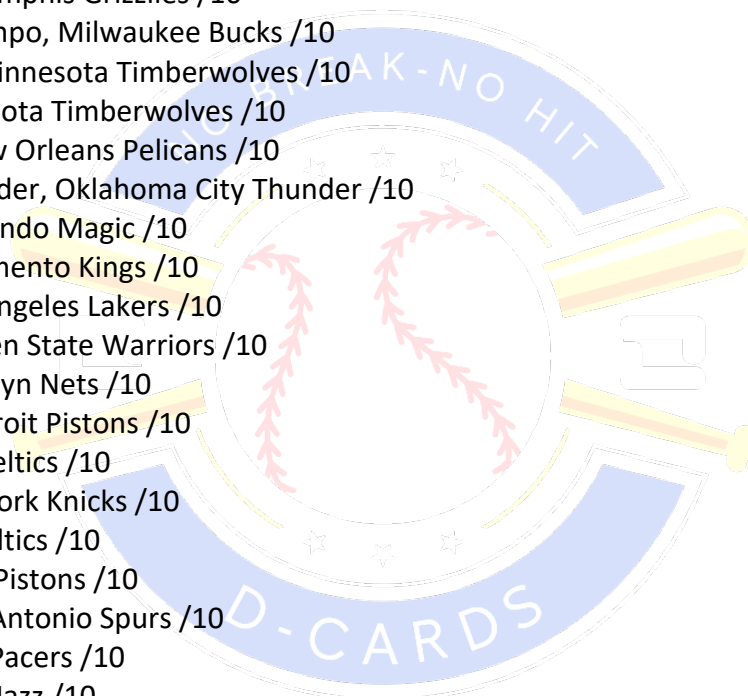 mphis Grizzlies /10
npo, Milwaukee Bucks /10
innesota Timberwolves /10
ota Timberwolves /10
w Orleans Pelicans /10
der, Oklahoma City Thunder /10
ndo Magic /10
mento Kings /10
ngeles Lakers /10
en State Warriors /10
yn Nets /10
roit Pistons /10
eltics /10
ork Knicks /10
ltics /10
Pistons /10
Antonio Spurs /10
Pacers /10
Jazz /10
NO BREAK-NO HIT
D-CARDS